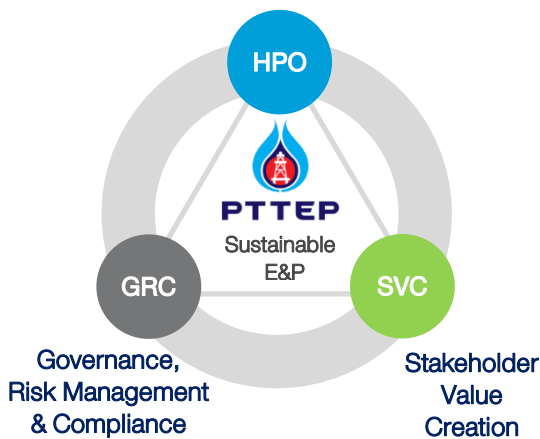 HPO
PTTEP
Sustainable
E&P
GRC
SVC
Governance,
Risk Management
& Compliance
Stakeholder
Value
Creation